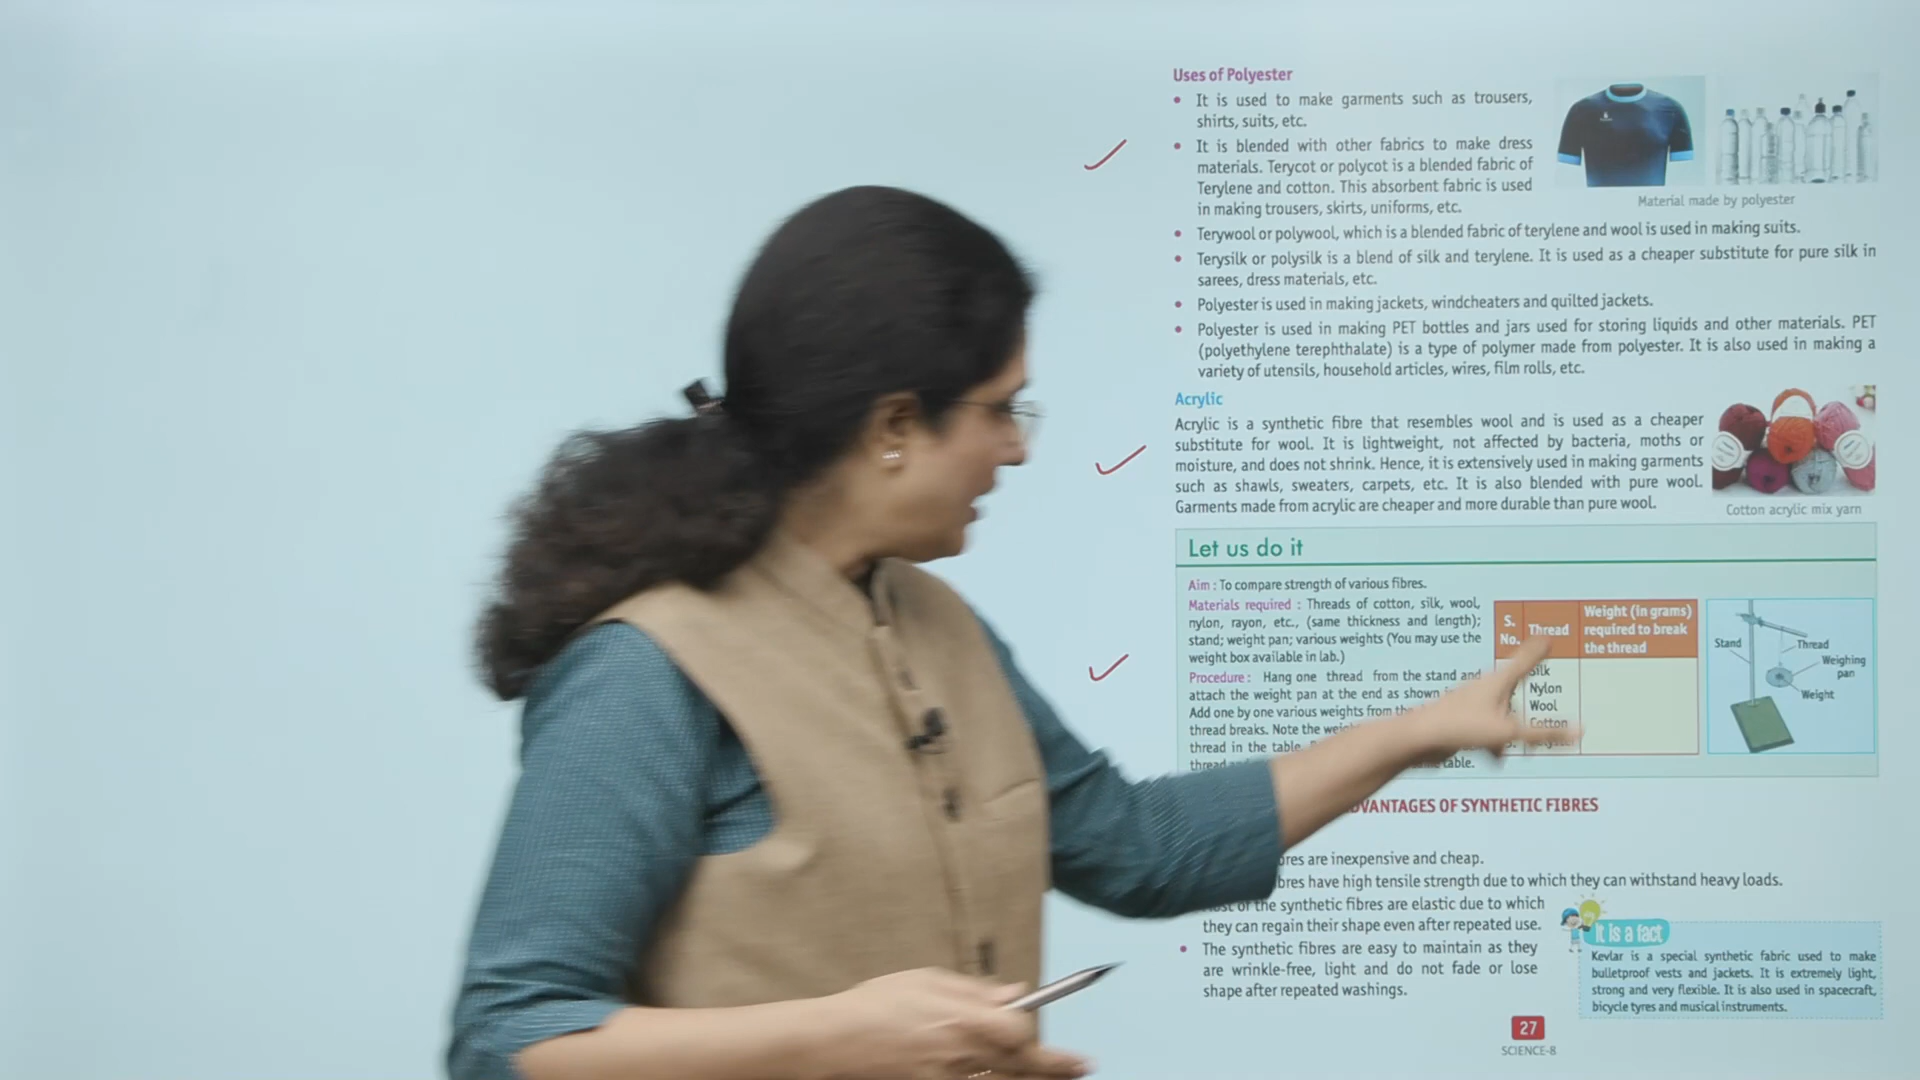 Uses of Polyester
• It is used to make garments such as trousers,
shirts, suits, etc.
• It is blended with other fabrics to make dress
materials. Terycot or polycot is a blended fabric of
Terylene and cotton. This absorbent fabric is used
in making trousers, skirts, uniforms, etc.
Material made by polyester
• Terywool or polywool, which is a blended fabric of terylene and wool is used in making suits.
• Terysilk or polysilk is a blend of silk and terylene. It is used as a cheaper substitute for pure silk in
sarees, dress materials, etc.
• Polyester is used in making jackets, windcheaters and quilted jackets.
• Polyester is used in making PET bottles and jars used for storing liquids and other materials. PET
(polyethylene terephthalate) is a type of polymer made from polyester. It is also used in making a
variety of utensils, household articles, wires, film rolls, etc.
Acrylic
Acrylic is a synthetic fibre that resembles wool and is used as a cheaper
substitute for wool. It is lightweight, not affected by bacteria, moths or
moisture, and does not shrink. Hence, it is extensively used in making garments
such as shawls, sweaters, carpets, etc. It is also blended with pure wool.
Garments made from acrylic are cheaper and more durable than pure wool.
Cotton acrylic mix yarn
Let us do it
Aim : To compare strength of various fibres.
Materials required : Threads of cotton, silk, wool,
nylon, rayon, etc., (same thickness and length);
stand; weight pan; various weights (You may use the
weight box available in lab.)
Procedure : Hang one thread from the stand and
attach the weight pan at the end as shown
Add one by one various weights from the
thread breaks. Note the
thread in the table.
thread table.
S. No. Thread Weight (in grams) required to break the thread
Silk
Nylon
Wool
Cotton
Stand
Thread
Weighing pan
Weight
OF SYNTHETIC FIBRES
are inexpensive and cheap.
have high tensile strength due to which they can withstand heavy loads.
of the synthetic fibres are elastic due to which
they can regain their shape even after repeated use.
• The synthetic fibres are easy to maintain as they
are wrinkle-free, light and do not fade or lose
shape after repeated washings.
It is a fact
Kevlar is a special synthetic fabric used to make
bulletproof vests and jackets. It is extremely light,
strong and very flexible. It is also used in spacecraft,
bicycle tyres and musical instruments.
27
SCIENCE-8